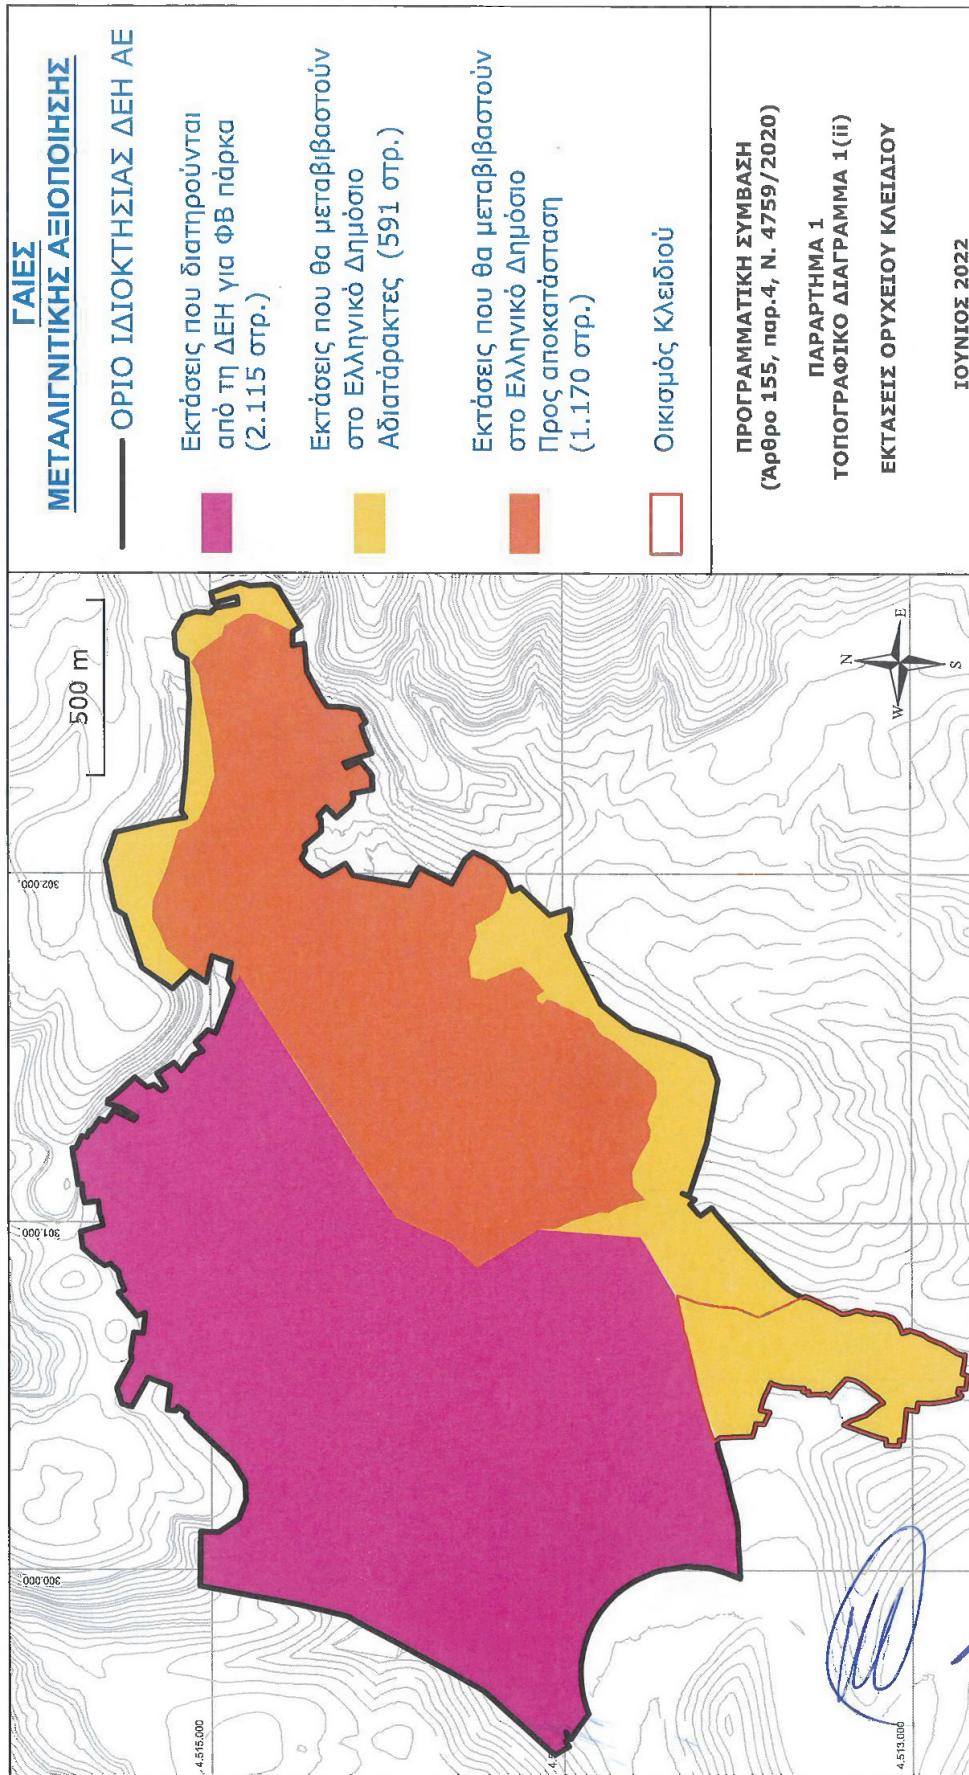 ΓΑΙΕΣ
ΜΕΤΑΛΙΓΝΙΤΙΚΗΣ ΑΞΙΟΠΟΙΗΣΗΣ
ΟΡΙΟ ΙΔΙΟΚΤΗΣΙΑΣ ΔΕΗ ΑΕ
Εκτάσεις που διατηρούνται
από τη ΔΕΗ για ΦΒ πάρκα
(2.115 στρ.)
Εκτάσεις που θα μεταβιβαστούν
στο Ελληνικό Δημόσιο
Αδιατάρακτες (591 στρ.)
Εκτάσεις που θα μεταβιβαστούν
στο Ελληνικό Δημόσιο
Προς αποκατάσταση
(1.170 στρ.)
Οικισμός Κλειδιού
ΠΡΟΓΡΑΜΜΑΤΙΚΗ ΣΥΜΒΑΣΗ
(Άρθρο 155, παρ.4, Ν. 4759/2020)
ΠΑΡΑΡΤΗΜΑ 1
ΤΟΠΟΓΡΑΦΙΚΟ ΔΙΑΓΡΑΜΜΑ 1(ii)
ΕΚΤΑΣΕΙΣ ΟΡΥΧΕΙΟΥ ΚΛΕΙΔΙΟΥ
ΙΟΥΝΙΟΣ 2022
500 m
302.000
301.000
300.000
4.515.000
4.513.000
N
W
E
S